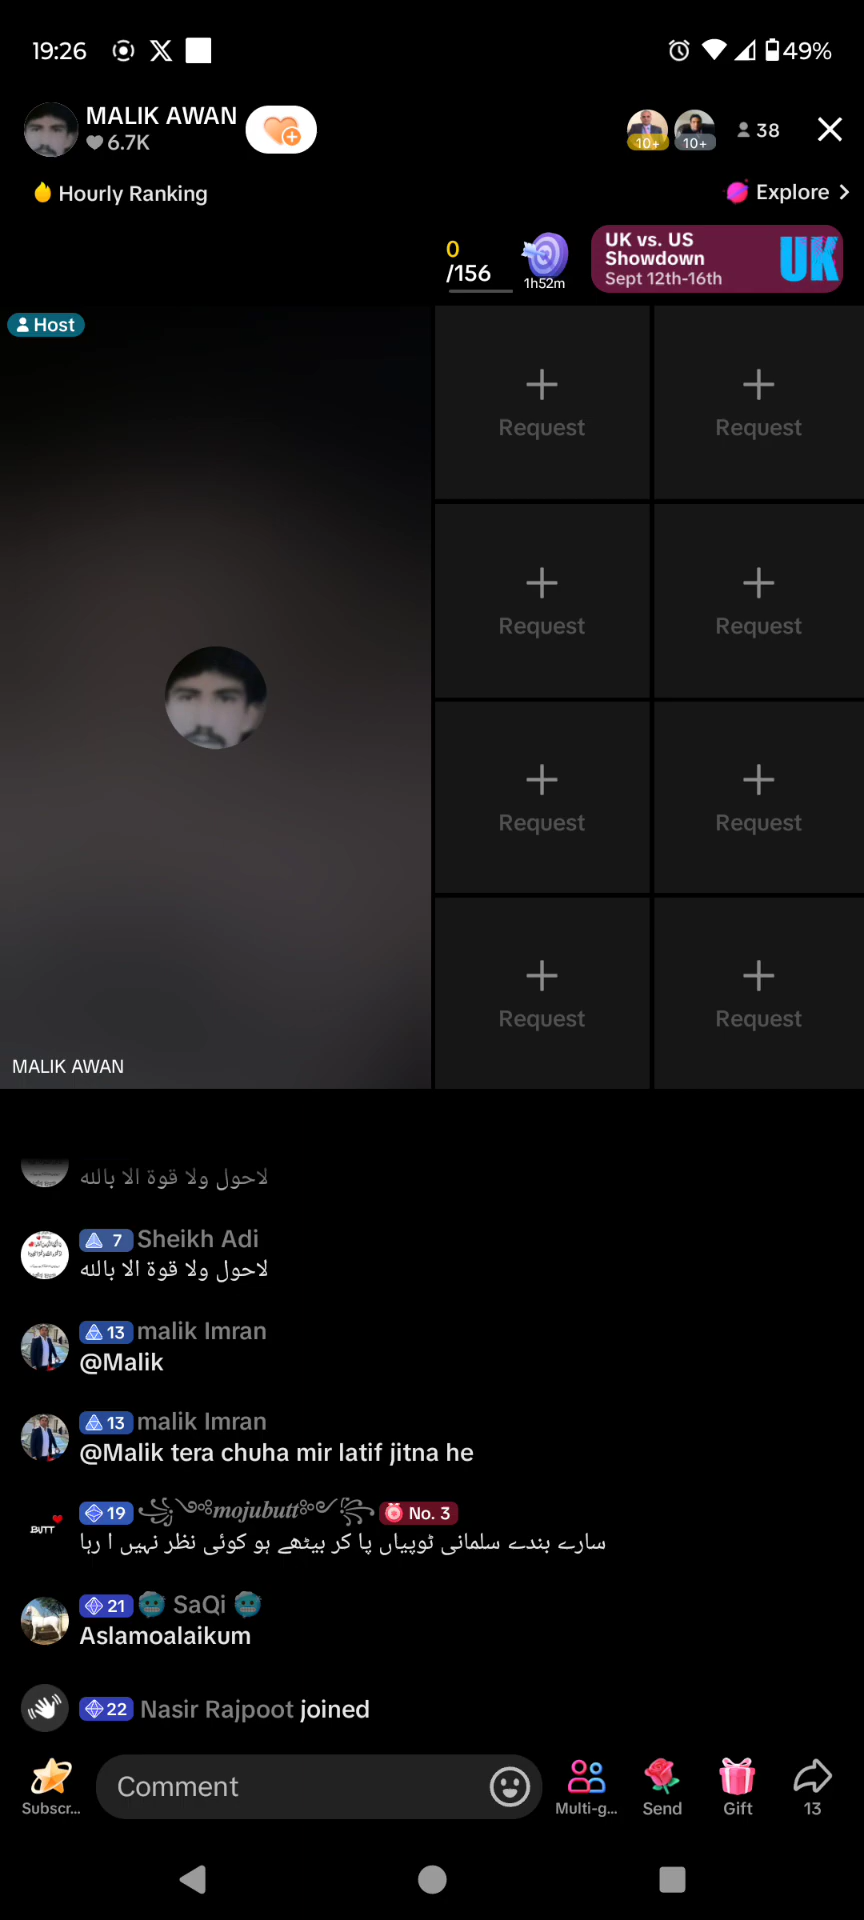 19:26
49%
MALIK AWAN
6.7K
10+
10+
38
Hourly Ranking
Explore
0
/156
1h52m
UK vs. US
Showdown
Sept 12th-16th
UK
Host
Request
Request
Request
Request
Request
Request
Request
Request
MALIK AWAN
لاحول ولا قوة الا بالله
7 Sheikh Adi
لاحول ولا قوة الا بالله
13 malik Imran
@Malik
13 malik Imran
@Malik tera chuha mir latif jitna he
BUTT
19 ꧁༺mojubutt༻꧂ No. 3
سارے بندے سلمانی ٹوپیاں پا کر بیٹھے ہو کوئی نظر نہیں ا رہا
21 🥶 SaQi 🥶
Aslamoalaikum
22 Nasir Rajpoot joined
Comment
Subscr...
Multi-g...
Send
Gift
13